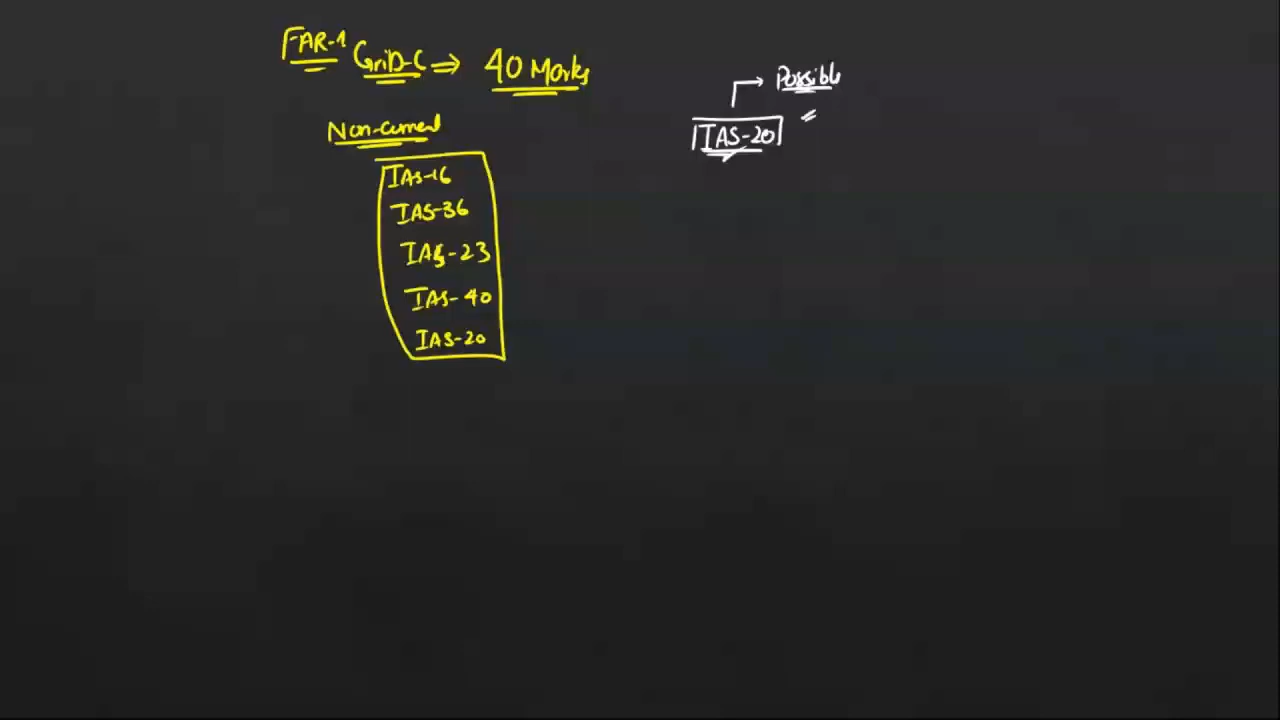 FAR-1 GriD-C ⇒ 40 Marks
Non-current
IAS-16
IAS-36
IAS-23
IAS-40
IAS-20
Possible
IAS-20